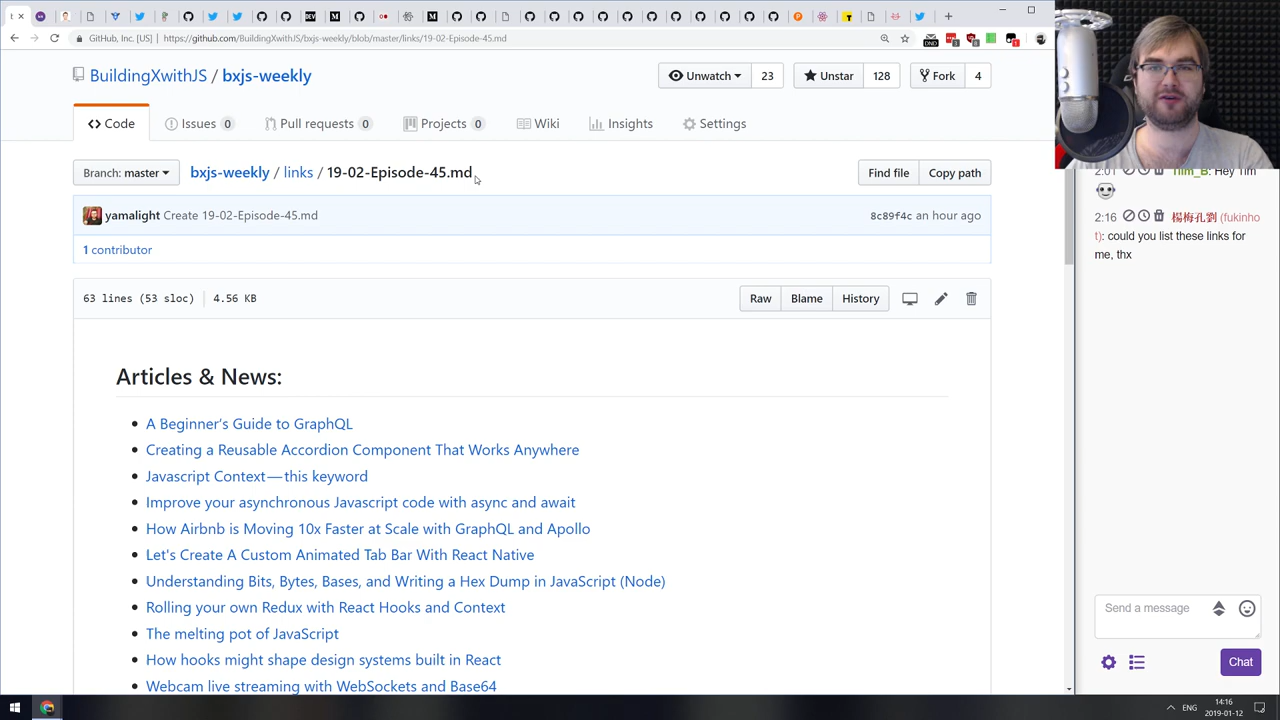 GitHub, Inc. [US] | https://github.com/BuildingXwithJS/bxjs-weekly/blob/master/links/19-02-Episode-45.md
BuildingXwithJS / bxjs-weekly
Unwatch 23
Unstar 128
Fork 4
Code
Issues 0
Pull requests 0
Projects 0
Wiki
Insights
Settings
Branch: master
bxjs-weekly / links / 19-02-Episode-45.md
Find file
Copy path
yamalight Create 19-02-Episode-45.md
8c89f4c an hour ago
1 contributor
63 lines (53 sloc) 4.56 KB
Raw
Blame
History
Articles & News:
A Beginner's Guide to GraphQL
Creating a Reusable Accordion Component That Works Anywhere
Javascript Context — this keyword
Improve your asynchronous Javascript code with async and await
How Airbnb is Moving 10x Faster at Scale with GraphQL and Apollo
Let's Create A Custom Animated Tab Bar With React Native
Understanding Bits, Bytes, Bases, and Writing a Hex Dump in JavaScript (Node)
Rolling your own Redux with React Hooks and Context
The melting pot of JavaScript
How hooks might shape design systems built in React
Webcam live streaming with WebSockets and Base64
2:01 Tim_B: Hey Tim
2:16 楊梅孔劉 (fukinho
t): could you list these links for
me, thx
Send a message
Chat
ENG
14:16
2019-01-12